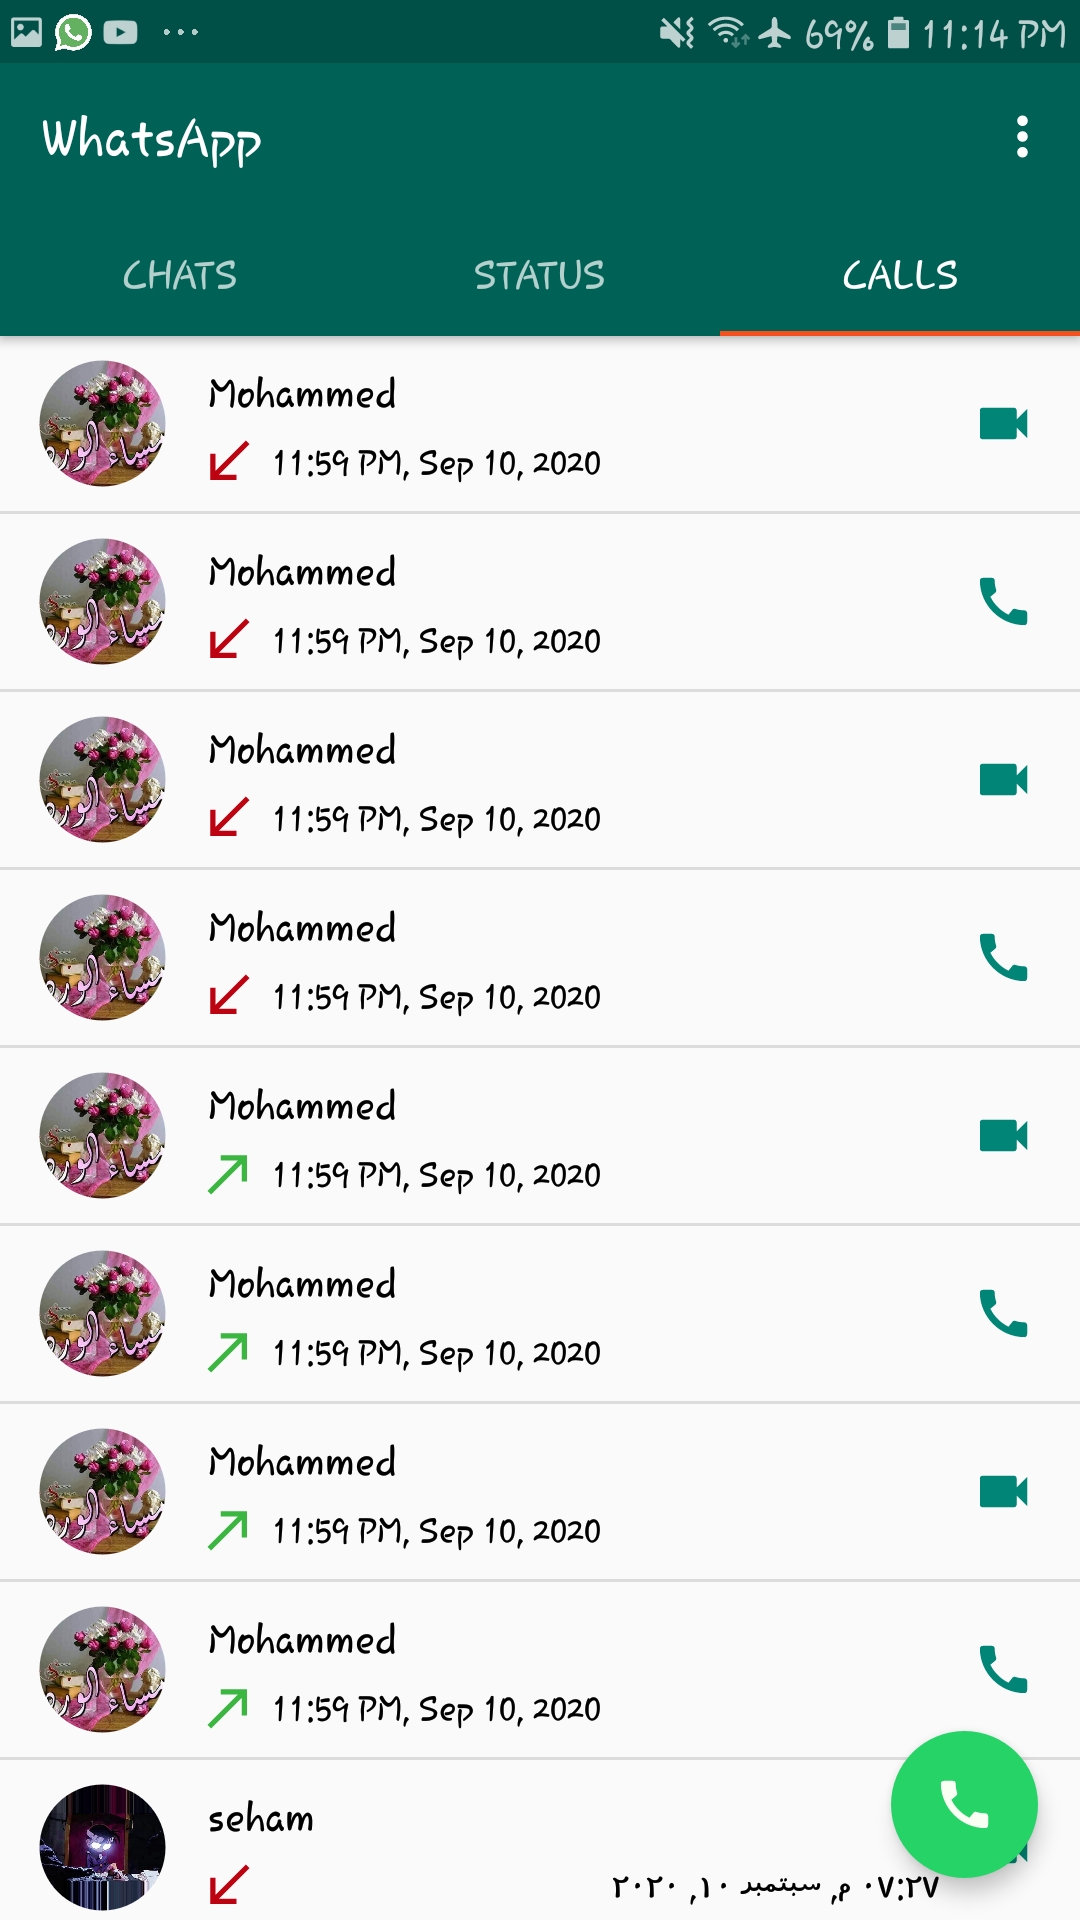 69% 11:14 PM
WhatsApp
CHATS STATUS CALLS
Mohammed
11:59 PM, Sep 10, 2020
Mohammed
11:59 PM, Sep 10, 2020
Mohammed
11:59 PM, Sep 10, 2020
Mohammed
11:59 PM, Sep 10, 2020
Mohammed
11:59 PM, Sep 10, 2020
Mohammed
11:59 PM, Sep 10, 2020
Mohammed
11:59 PM, Sep 10, 2020
Mohammed
11:59 PM, Sep 10, 2020
seham
٠٧:٢٧ م, سبتمبر ١٠, ٢٠٢٠